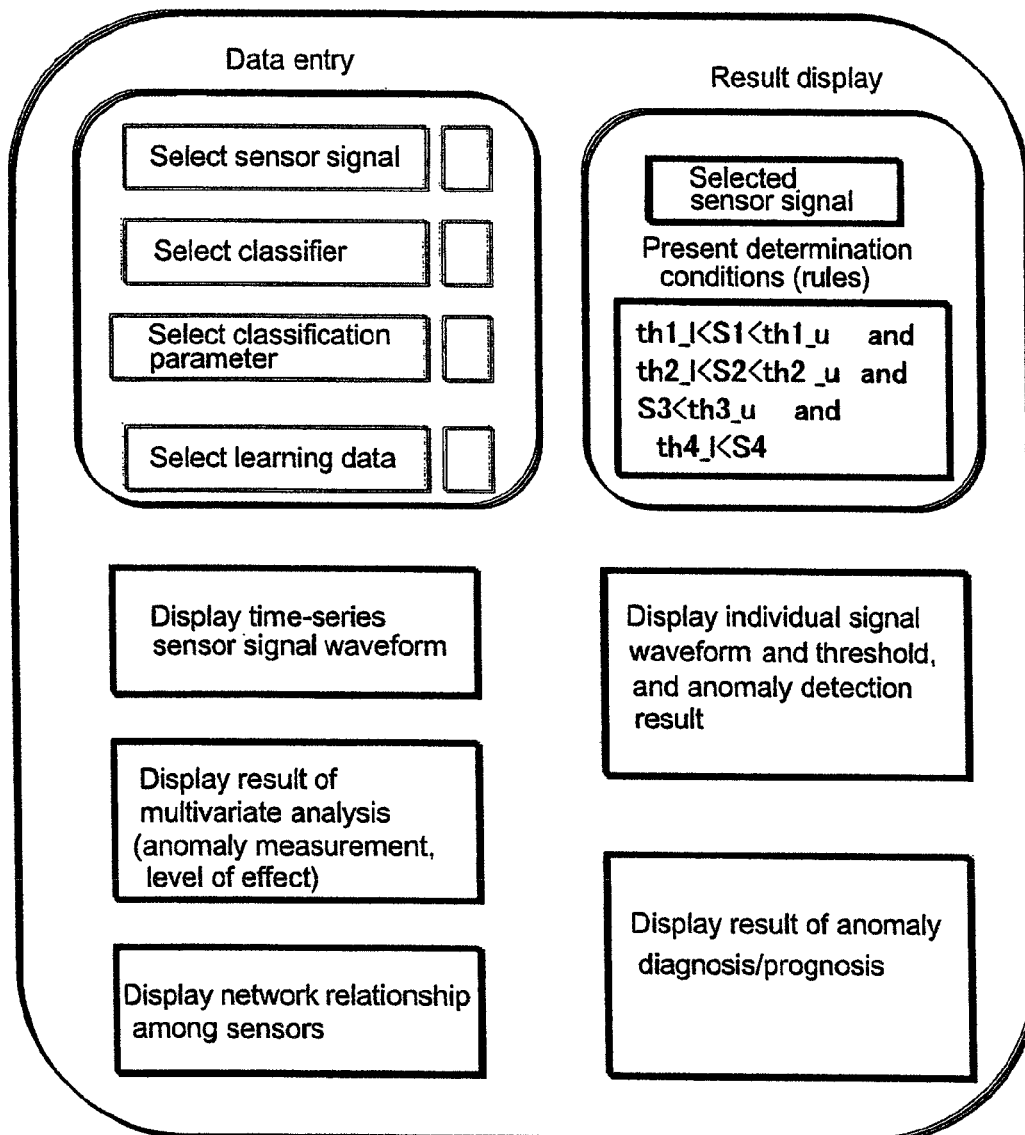 Data entry
Select sensor signal
Select classifier
Select classification
parameter
Select learning data
Result display
Selected
sensor signal
Present determination
conditions (rules)
th1_l<S1<th1_u and
th2_l<S2<th2 _u and
S3<th3_u and
th4_l<S4
Display time-series
sensor signal waveform
Display result of
multivariate analysis
(anomaly measurement,
level of effect)
Display network relationship
among sensors
Display individual signal
waveform and threshold,
and anomaly detection
result
Display result of anomaly
diagnosis/prognosis